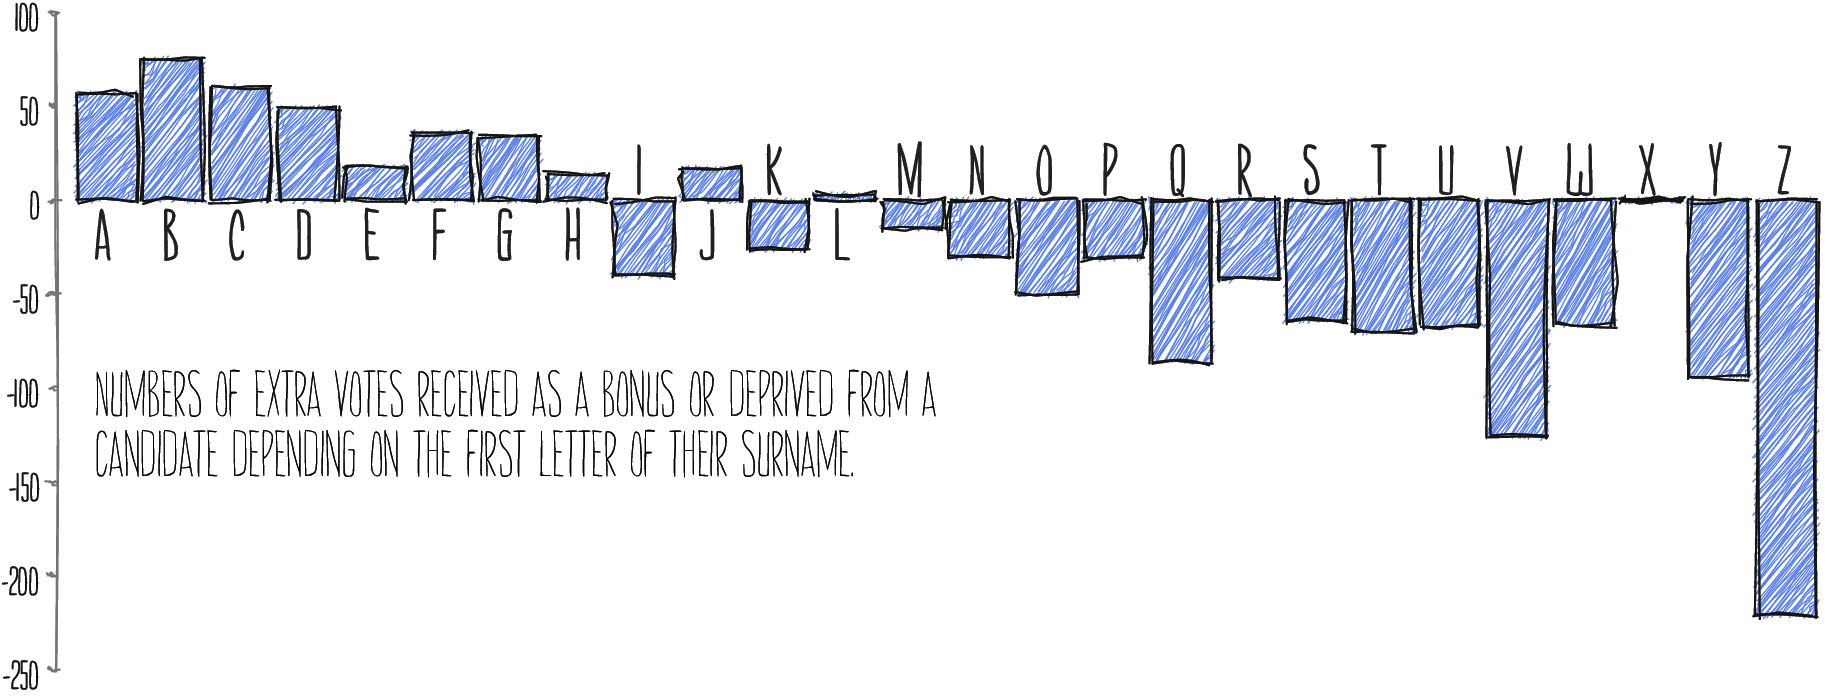 100
50
0
-50
-100
-150
-200
-250
I K M N O P Q R S T U V W X Y Z
A B C D E F G H J L
NUMBERS OF EXTRA VOTES RECEIVED AS A BONUS OR DEPRIVED FROM A
CANDIDATE DEPENDING ON THE FIRST LETTER OF THEIR SURNAME.